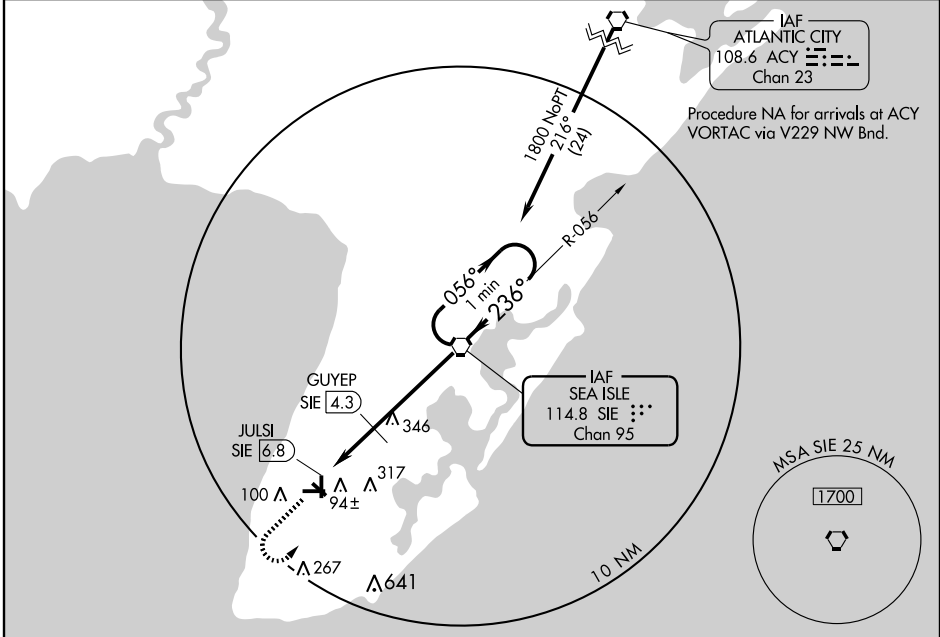 IAF
ATLANTIC CITY
108.6 ACY
Chan 23
Procedure NA for arrivals at ACY
VORTAC via V229 NW Bnd.
1800 NoPT
216°
(24)
R-056
056°
1 min
236°
IAF
SEA ISLE
114.8 SIE
Chan 95
GUYEP
SIE 4.3
346
JULSI
SIE 6.8
317
100
94±
267
641
10 NM
MSA SIE 25 NM
1700